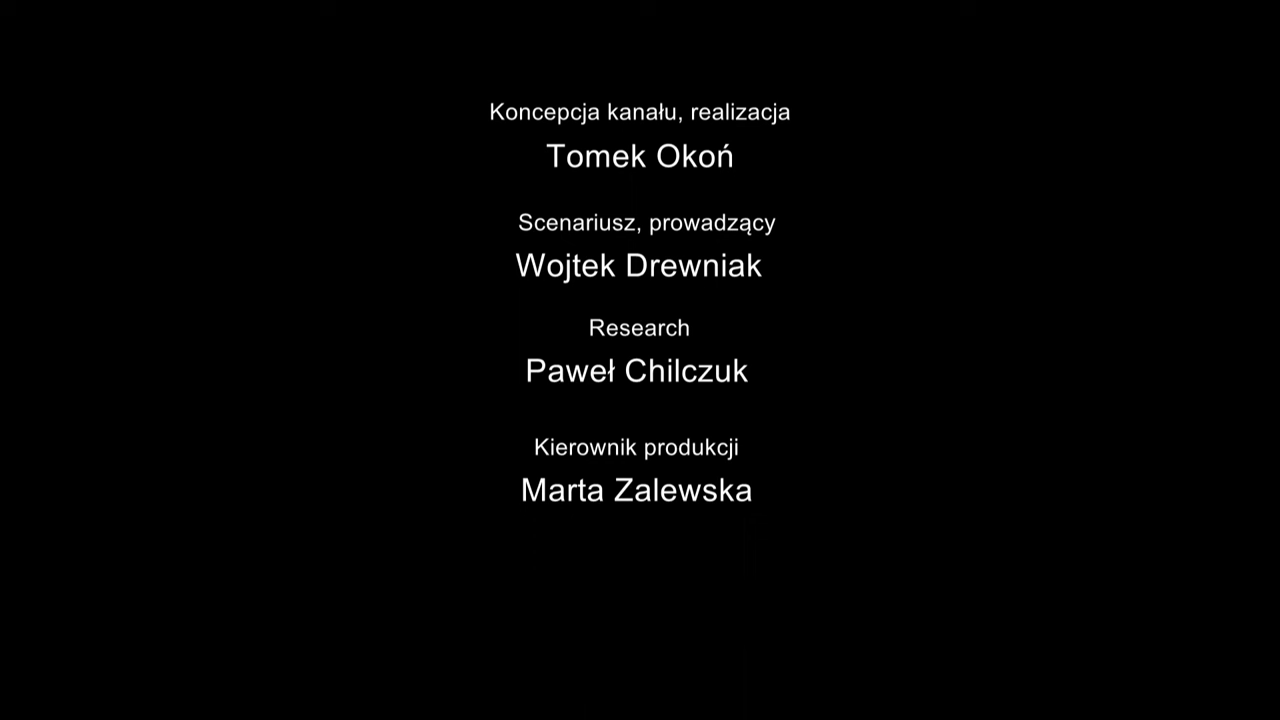 Koncepcja kanału, realizacja
Tomek Okoń
Scenariusz, prowadzący
Wojtek Drewniak
Research
Paweł Chilczuk
Kierownik produkcji
Marta Zalewska